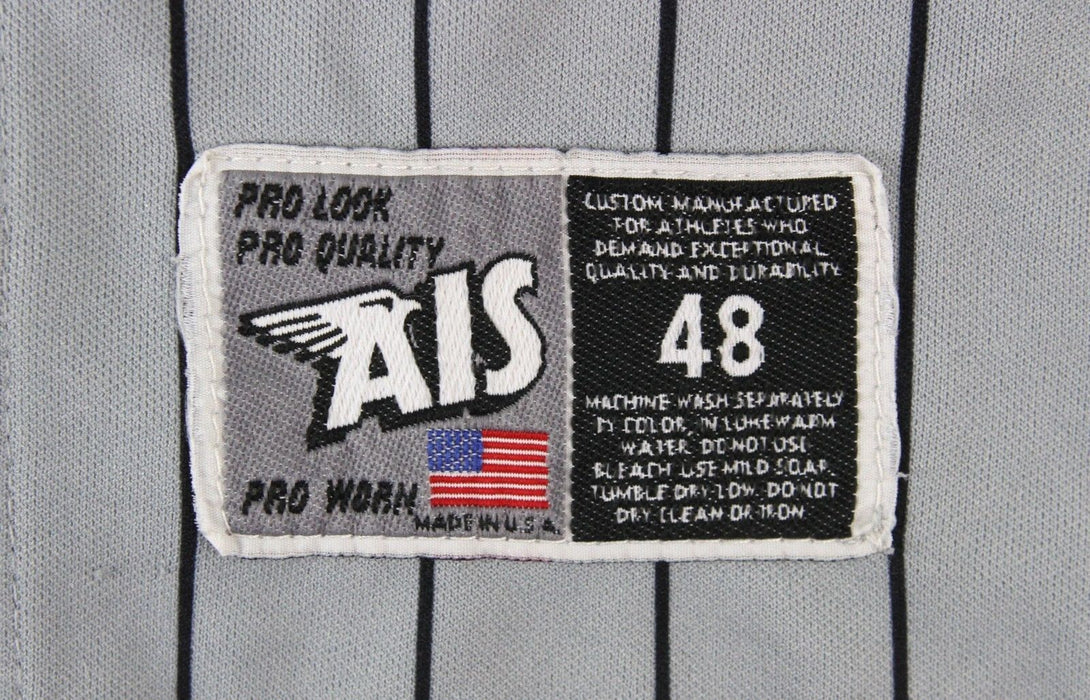 PRO LOOK
PRO QUALITY
AIS
PRO WORN
MADE IN U.S.A.
CUSTOM MANUFACTURED
FOR ATHLETES WHO
DEMAND EXCEPTIONAL
QUALITY AND DURABILITY
48
MACHINE WASH SEPARATELY
BY COLOR, IN LUKEWARM
WATER. DO NOT USE
BLEACH USE MILD SOAP.
TUMBLE DRY LOW. DO NOT
DRY CLEAN OR IRON